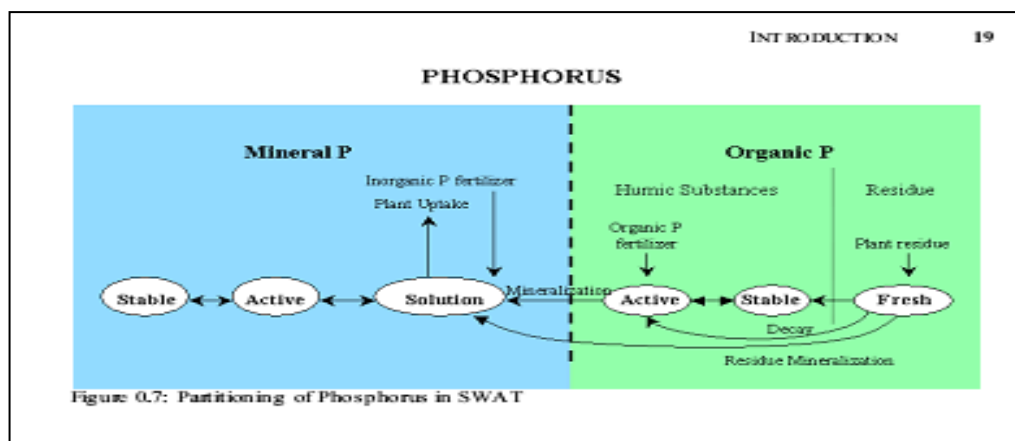 INTRODUCTION 19
PHOSPHORUS
Mineral P
Organic P
Inorganic P fertilizer
Plant Uptake
Humic Substances
Residue
Organic P
fertilizer
Plant residue
Stable
Active
Solution
Mineralization
Active
Stable
Fresh
Decay
Residue Mineralization
Figure 0.7: Partitioning of Phosphorus in SWAT